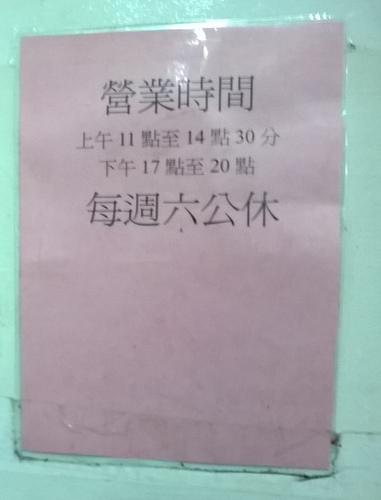 營業時間
上午 11 點至 14 點 30 分
下午 17 點至 20 點
每週六公休